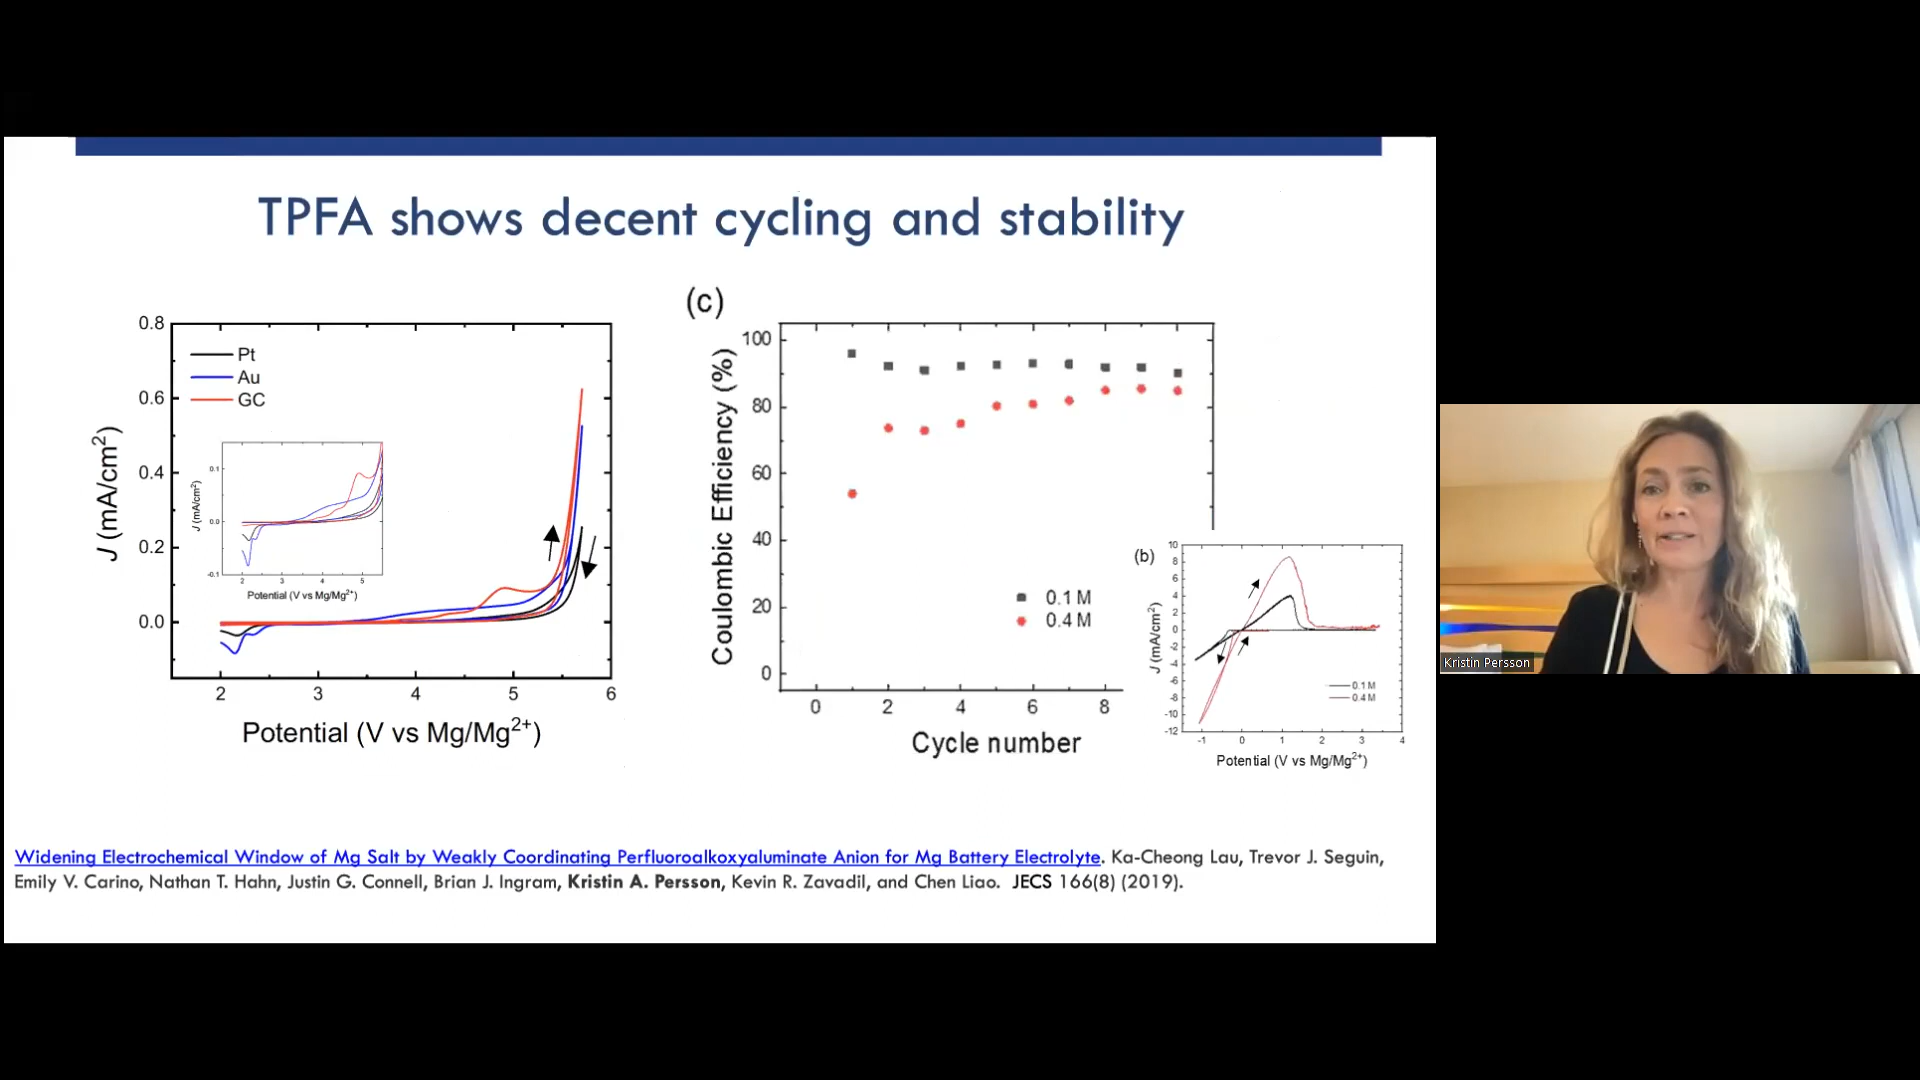 TPFA shows decent cycling and stability
0.8
0.6
0.4
0.2
0.0
J (mA/cm²)
Pt
Au
GC
0.1
0.0
-0.1
J (mA/cm²)
2 3 4 5
Potential (V vs Mg/Mg²⁺)
2 3 4 5 6
Potential (V vs Mg/Mg²⁺)
(c)
100
80
60
40
20
0
Coulombic Efficiency (%)
0.1 M
0.4 M
0 2 4 6 8
Cycle number
(b)
10
8
6
4
2
0
-2
-4
-6
-8
-10
-12
J (mA/cm²)
0.1 M
0.4 M
-1 0 1 2 3 4
Potential (V vs Mg/Mg²⁺)
Kristin Persson
Widening Electrochemical Window of Mg Salt by Weakly Coordinating Perfluoroalkoxyaluminate Anion for Mg Battery Electrolyte. Ka-Cheong Lau, Trevor J. Seguin,
Emily V. Carino, Nathan T. Hahn, Justin G. Connell, Brian J. Ingram, Kristin A. Persson, Kevin R. Zavadil, and Chen Liao. JECS 166(8) (2019).